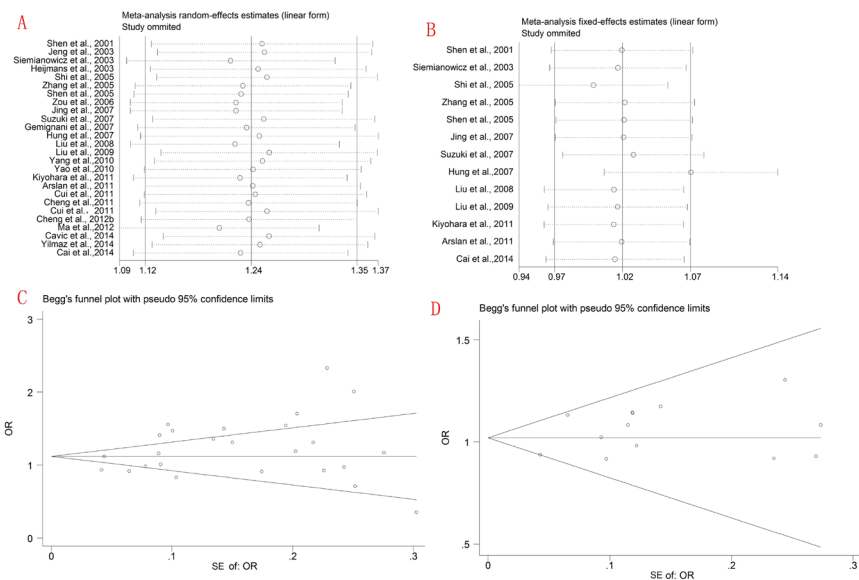 A
Meta-analysis random-effects estimates (linear form)
Study ommited
Shen et al., 2001
Jeng et al., 2003
Siemianowicz et al., 2003
Heijmans et al., 2003
Shi et al., 2005
Zhang et al., 2005
Shen et al., 2005
Zou et al., 2006
Jing et al., 2007
Suzuki et al., 2007
Gemignani et al., 2007
Hung et al., 2007
Liu et al., 2008
Liu et al., 2009
Yang et al., 2010
Yao et al., 2010
Kiyohara et al., 2011
Arslan et al., 2011
Cui et al., 2011
Cheng et al., 2011
Cui et al., 2011
Cheng et al., 2012b
Ma et al.,2012
Cavic et al., 2014
Yilmaz et al., 2014
Cai et al., 2014
1.09 1.12 1.24 1.35 1.37
B
Meta-analysis fixed-effects estimates (linear form)
Study ommited
Shen et al., 2001
Siemianowicz et al., 2003
Shi et al., 2005
Zhang et al., 2005
Shen et al., 2005
Jing et al., 2007
Suzuki et al., 2007
Hung et al.,2007
Liu et al., 2008
Liu et al., 2009
Kiyohara et al., 2011
Arslan et al., 2011
Cai et al.,2014
0.94 0.97 1.02 1.07 1.14
C
Begg's funnel plot with pseudo 95% confidence limits
OR
3
2
1
0
0 .1 .2 .3
SE of: OR
D
Begg's funnel plot with pseudo 95% confidence limits
OR
1.5
1
.5
0 .1 .2 .3
SE of: OR